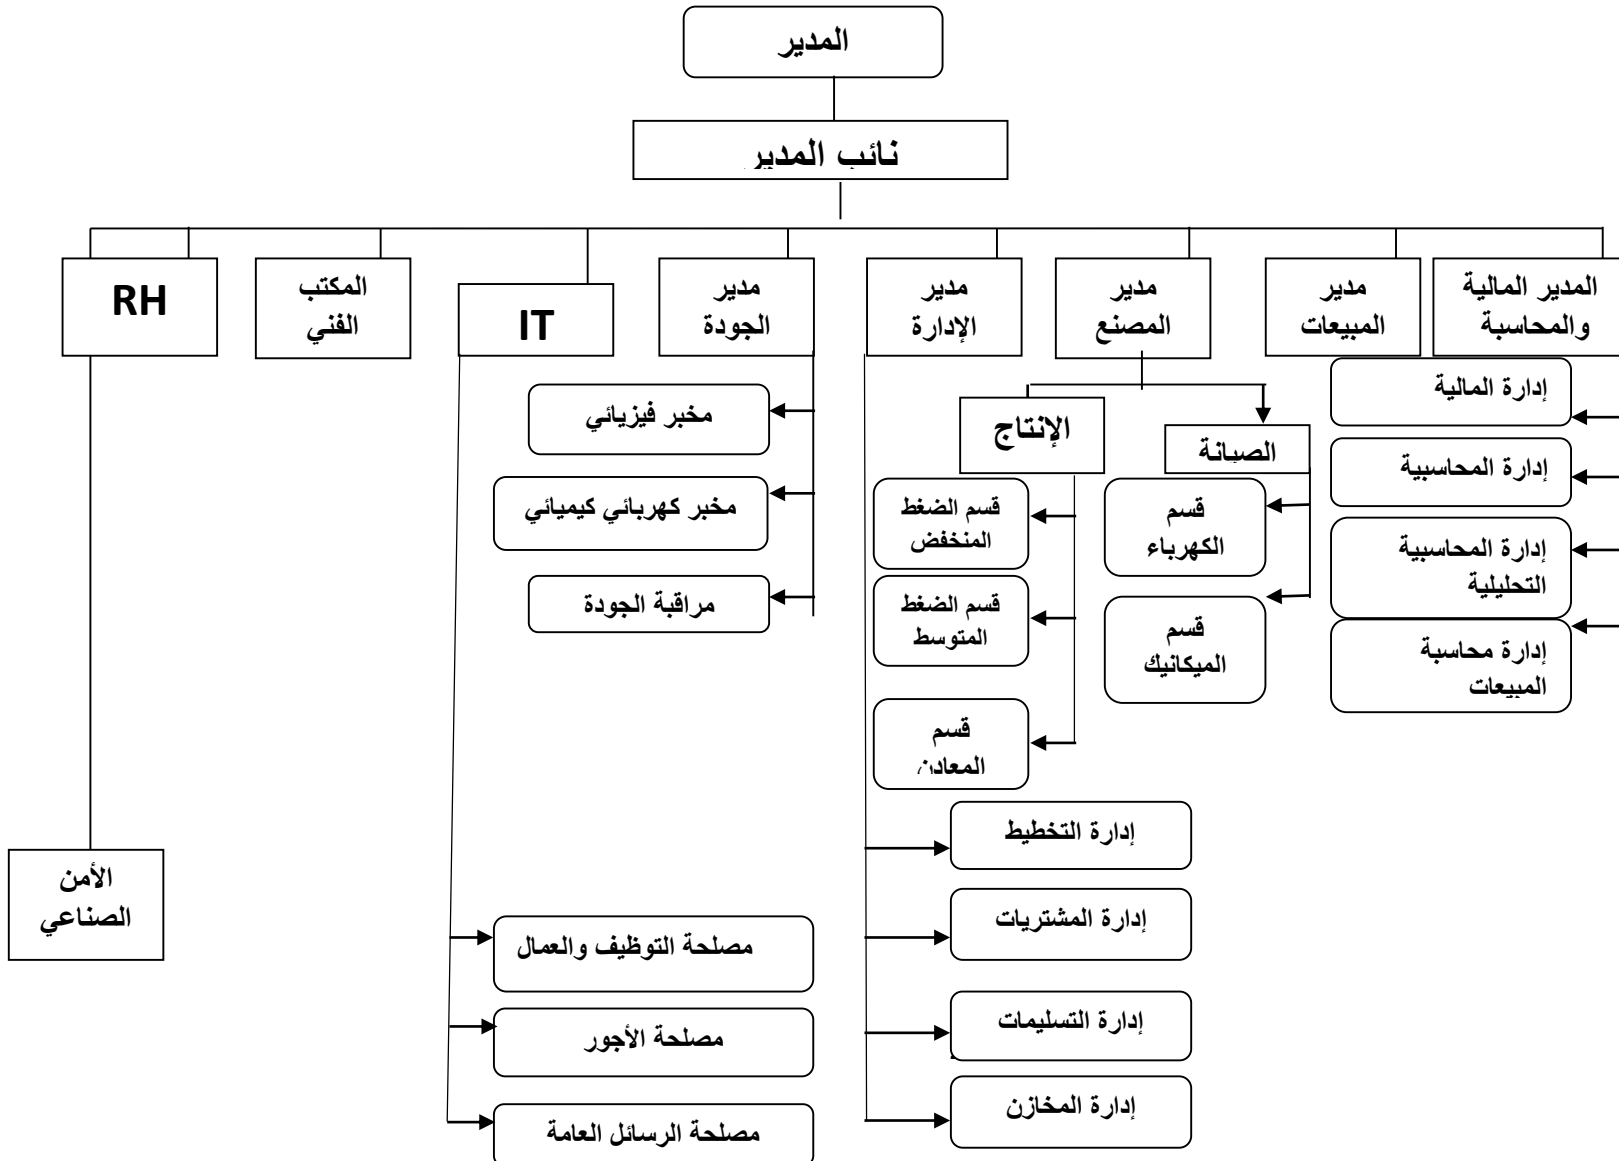 المدير
نائب المدير
المدير المالية
والمحاسبة
مدير
المبيعات
مدير
المصنع
مدير
الإدارة
مدير
الجودة
IT
المكتب
الفني
RH
إدارة المالية
إدارة المحاسبية
إدارة المحاسبية
التحليلية
إدارة محاسبة
المبيعات
الصيانة
قسم
الكهرباء
قسم
الميكانيك
الإنتاج
قسم الضغط
المنخفض
قسم الضغط
المتوسط
قسم
المعادن
مخبر فيزيائي
مخبر كهربائي كيميائي
مراقبة الجودة
إدارة التخطيط
إدارة المشتريات
إدارة التسليمات
إدارة المخازن
مصلحة التوظيف والعمال
مصلحة الأجور
مصلحة الرسائل العامة
الأمن
الصناعي